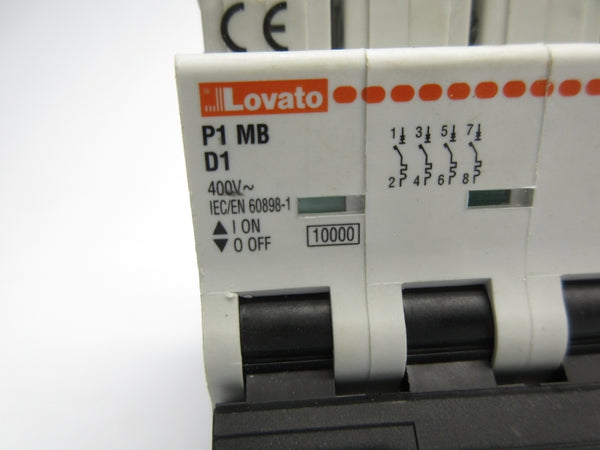 CE
Lovato
P1 MB
D1
400V~
IEC/EN 60898-1
▲ I ON
▼ O OFF
10000
1 3 5 7
2 4 6 8